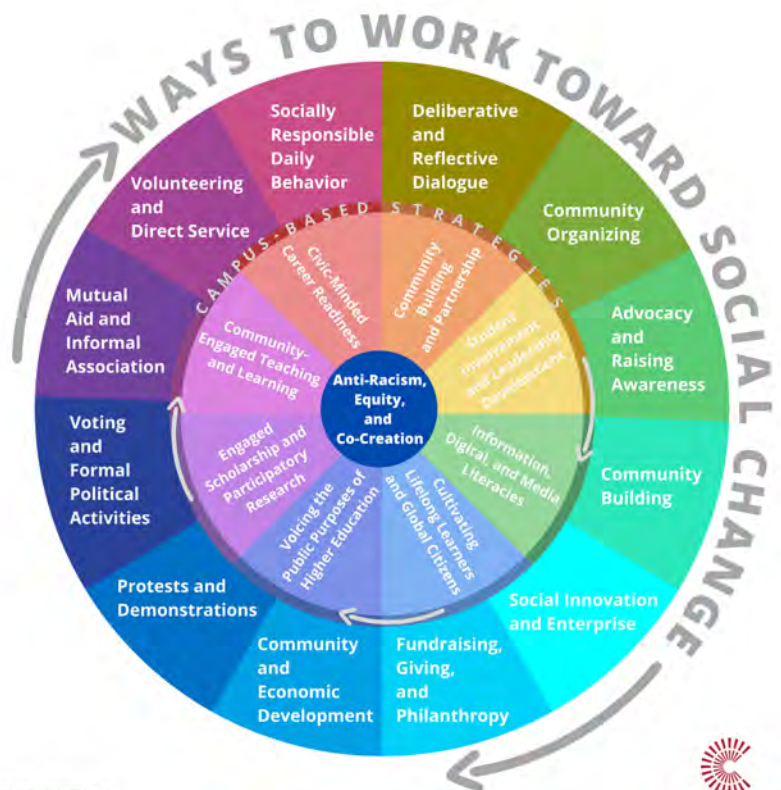 WAYS TO WORK TOWARD SOCIAL CHANGE
Socially
Responsible
Daily
Behavior
Deliberative
and
Reflective
Dialogue
Community
Organizing
Advocacy
and
Raising
Awareness
Community
Building
Social Innovation
and Enterprise
Fundraising,
Giving,
and
Philanthropy
Community
and
Economic
Development
Protests and
Demonstrations
Voting
and
Formal
Political
Activities
Mutual
Aid and
Informal
Association
Volunteering
and
Direct Service
CAMPUS-BASED STRATEGIES
Civic-Minded
Career Readiness
Community
Building
and Partnership
Student
Involvement
and Leadership
Development
Information,
Digital, and Media
Literacies
Cultivating
Lifelong Learners
and Global Citizens
Voicing the
Public Purposes of
Higher Education
Engaged
Scholarship and
Participatory
Research
Community-
Engaged Teaching
and Learning
Anti-Racism,
Equity,
and
Co-Creation